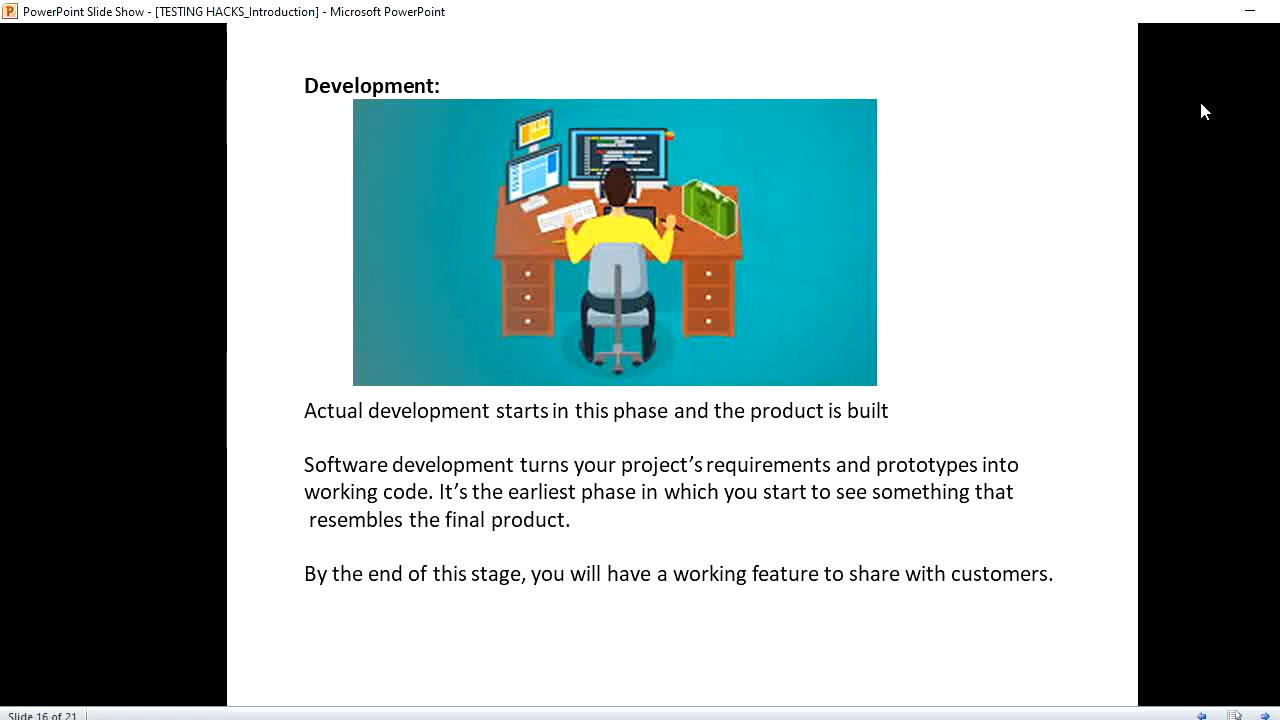 PowerPoint Slide Show - [TESTING HACKS_Introduction] - Microsoft PowerPoint
Development:
Actual development starts in this phase and the product is built
Software development turns your project’s requirements and prototypes into
working code. It’s the earliest phase in which you start to see something that
resembles the final product.
By the end of this stage, you will have a working feature to share with customers.
Slide 16 of 21